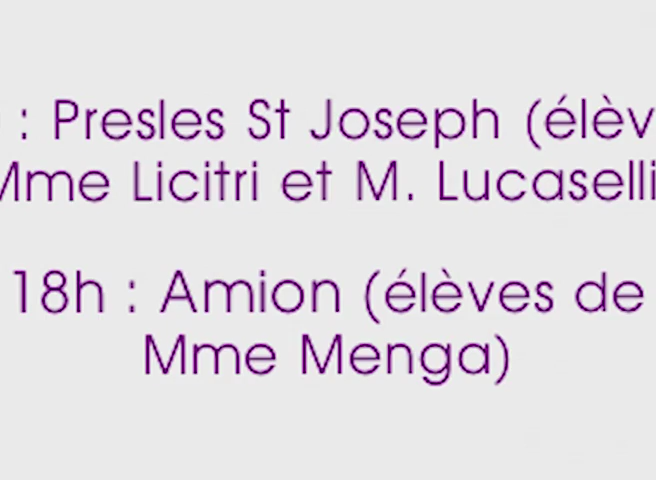 : Presles St Joseph (élèv
Mme Licitri et M. Lucaselli
18h : Amion (élèves de
Mme Menga)